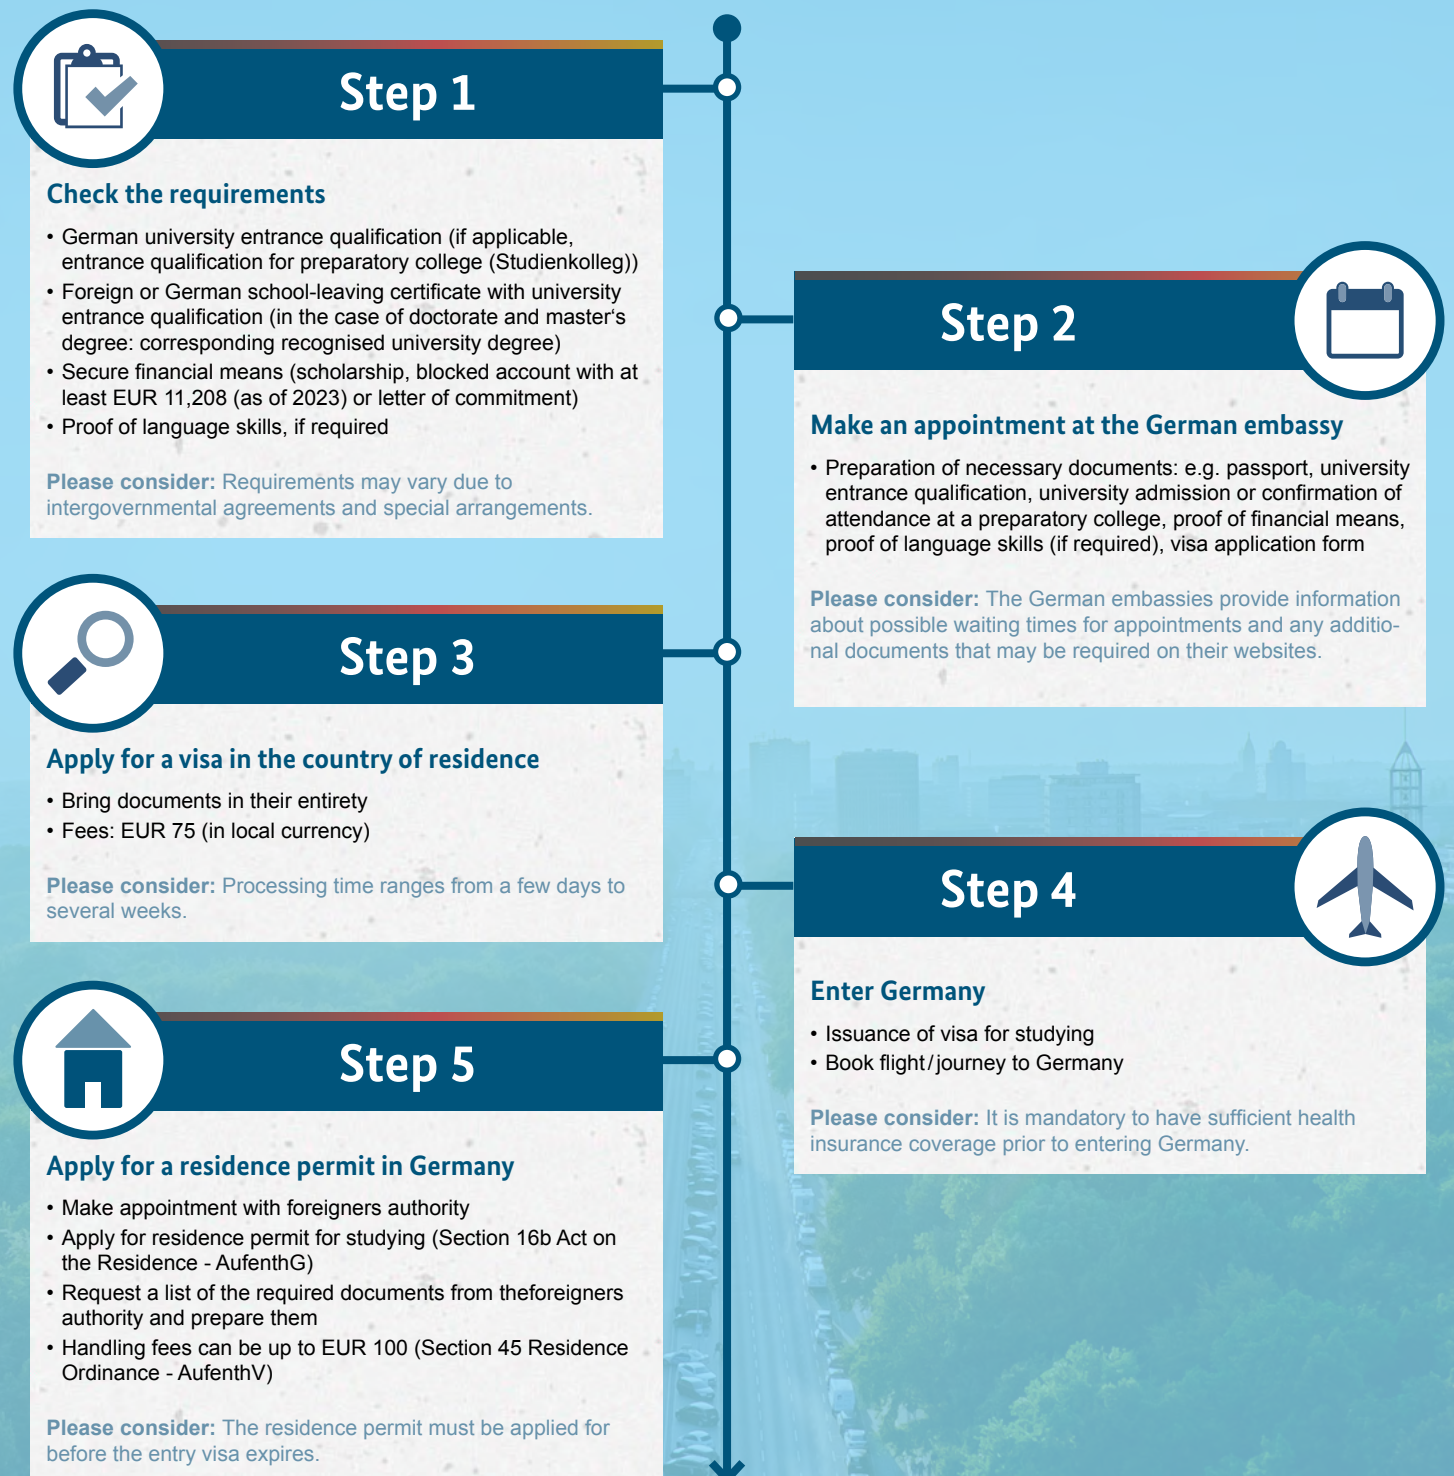 Step 1
Check the requirements
• German university entrance qualification (if applicable,
entrance qualification for preparatory college (Studienkolleg))
• Foreign or German school-leaving certificate with university
entrance qualification (in the case of doctorate and master‘s
degree: corresponding recognised university degree)
• Secure financial means (scholarship, blocked account with at
least EUR 11,208 (as of 2023) or letter of commitment)
• Proof of language skills, if required
Please consider: Requirements may vary due to
intergovernmental agreements and special arrangements.
Step 2
Make an appointment at the German embassy
• Preparation of necessary documents: e.g. passport, university
entrance qualification, university admission or confirmation of
attendance at a preparatory college, proof of financial means,
proof of language skills (if required), visa application form
Please consider: The German embassies provide information
about possible waiting times for appointments and any additio-
nal documents that may be required on their websites.
Step 3
Apply for a visa in the country of residence
• Bring documents in their entirety
• Fees: EUR 75 (in local currency)
Please consider: Processing time ranges from a few days to
several weeks.
Step 4
Enter Germany
• Issuance of visa for studying
• Book flight/journey to Germany
Please consider: It is mandatory to have sufficient health
insurance coverage prior to entering Germany.
Step 5
Apply for a residence permit in Germany
• Make appointment with foreigners authority
• Apply for residence permit for studying (Section 16b Act on
the Residence - AufenthG)
• Request a list of the required documents from theforeigners
authority and prepare them
• Handling fees can be up to EUR 100 (Section 45 Residence
Ordinance - AufenthV)
Please consider: The residence permit must be applied for
before the entry visa expires.